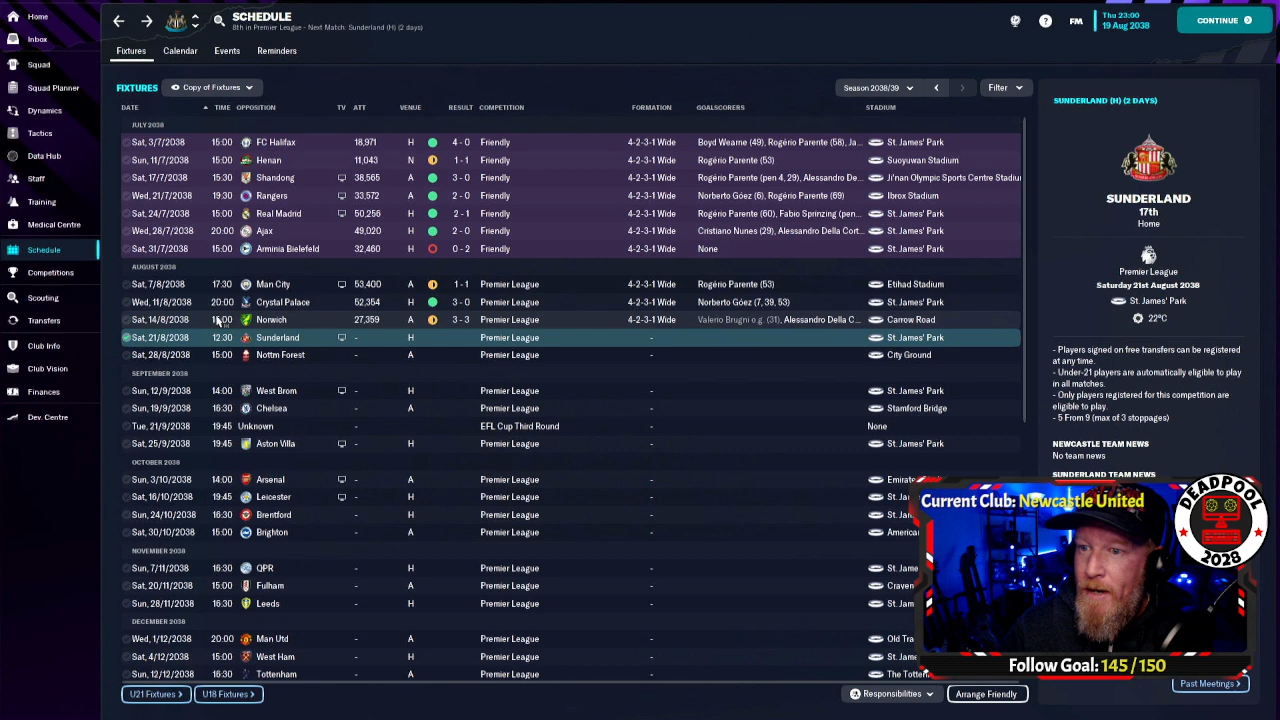 Home
Inbox
Squad
Squad Planner
Dynamics
Tactics
Data Hub
Staff
Training
Medical Centre
Schedule
Competitions
Scouting
Transfers
Club Info
Club Vision
Finances
Dev. Centre
SCHEDULE
8th in Premier League - Next Match: Sunderland (H) (2 days)
FM
Thu 23:00
19 Aug 2038
CONTINUE
Fixtures Calendar Events Reminders
FIXTURES Copy of Fixtures Season 2038/39 Filter
DATE TIME OPPOSITION TV ATT VENUE RESULT COMPETITION FORMATION GOALSCORERS STADIUM
JULY 2038
Sat, 3/7/2038 15:00 FC Halifax 18,971 H 4 - 0 Friendly 4-2-3-1 Wide Boyd Wearne (49), Rogério Parente (58), Ja... St. James' Park
Sun, 11/7/2038 15:00 Henan 11,043 N 1 - 1 Friendly 4-2-3-1 Wide Rogério Parente (53) Suoyuwan Stadium
Sat, 17/7/2038 15:30 Shandong 38,565 A 3 - 0 Friendly 4-2-3-1 Wide Rogério Parente (pen 4, 29), Alessandro De... Ji'nan Olympic Sports Centre Stadiu
Wed, 21/7/2038 19:30 Rangers 33,572 A 2 - 0 Friendly 4-2-3-1 Wide Norberto Góez (6), Rogério Parente (69) Ibrox Stadium
Sat, 24/7/2038 15:00 Real Madrid 50,256 H 2 - 1 Friendly 4-2-3-1 Wide Rogério Parente (60), Fabio Sprinzing (pen... St. James' Park
Wed, 28/7/2038 20:00 Ajax 49,020 H 2 - 0 Friendly 4-2-3-1 Wide Cristiano Nunes (29), Alessandro Della Cort... St. James' Park
Sat, 31/7/2038 15:00 Arminia Bielefeld 32,460 H 0 - 2 Friendly 4-2-3-1 Wide None St. James' Park
AUGUST 2038
Sat, 7/8/2038 17:30 Man City 53,400 A 1 - 1 Premier League 4-2-3-1 Wide Rogério Parente (53) Etihad Stadium
Wed, 11/8/2038 20:00 Crystal Palace 52,354 H 3 - 0 Premier League 4-2-3-1 Wide Norberto Góez (7, 39, 53) St. James' Park
Sat, 14/8/2038 Norwich 27,359 A 3 - 3 Premier League 4-2-3-1 Wide Valerio Brugni o.g. (31), Alessandro Della C... Carrow Road
Sat, 21/8/2038 12:30 Sunderland - H Premier League - St. James' Park
Sat, 28/8/2038 15:00 Nottm Forest - A Premier League - City Ground
SEPTEMBER 2038
Sun, 12/9/2038 14:00 West Brom - H Premier League - St. James' Park
Sun, 19/9/2038 16:30 Chelsea - A Premier League - Stamford Bridge
Tue, 21/9/2038 19:45 Unknown - EFL Cup Third Round - None
Sat, 25/9/2038 19:45 Aston Villa - H Premier League - St. James' Park
OCTOBER 2038
Sun, 3/10/2038 14:00 Arsenal - A Premier League - Emira
Sat, 16/10/2038 19:45 Leicester - H Premier League - St. Ja
Sun, 24/10/2038 16:30 Brentford - H Premier League - St. Jam
Sat, 30/10/2038 15:00 Brighton - A Premier League - American
NOVEMBER 2038
Sun, 7/11/2038 16:30 QPR - H Premier League - St. Jam
Sat, 20/11/2038 15:00 Fulham - A Premier League - Craven
Sun, 28/11/2038 16:30 Leeds - H Premier League - St. Jam
DECEMBER 2038
Wed, 1/12/2038 20:00 Man Utd - A Premier League - Old Tra
Sat, 4/12/2038 15:00 West Ham - H Premier League - St. Jam
Sun, 12/12/2038 16:30 Tottenham - A Premier League - The Totten
U21 Fixtures > U18 Fixtures > Responsibilities Arrange Friendly
SUNDERLAND (H) (2 DAYS)
SUNDERLAND
17th
Home
Premier League
Saturday 21st August 2038
St. James' Park
22°C
- Players signed on free transfers can be registered
at any time.
- Under-21 players are automatically eligible to play
in all matches.
- Only players registered for this competition are
eligible to play.
- 5 From 9 (max of 3 stoppages)
NEWCASTLE TEAM NEWS
No team news
SUNDERLAND TEAM NEWS
Current Club: Newcastle United
DEADPOOL
2028
Follow Goal: 145 / 150
Past Meetings >